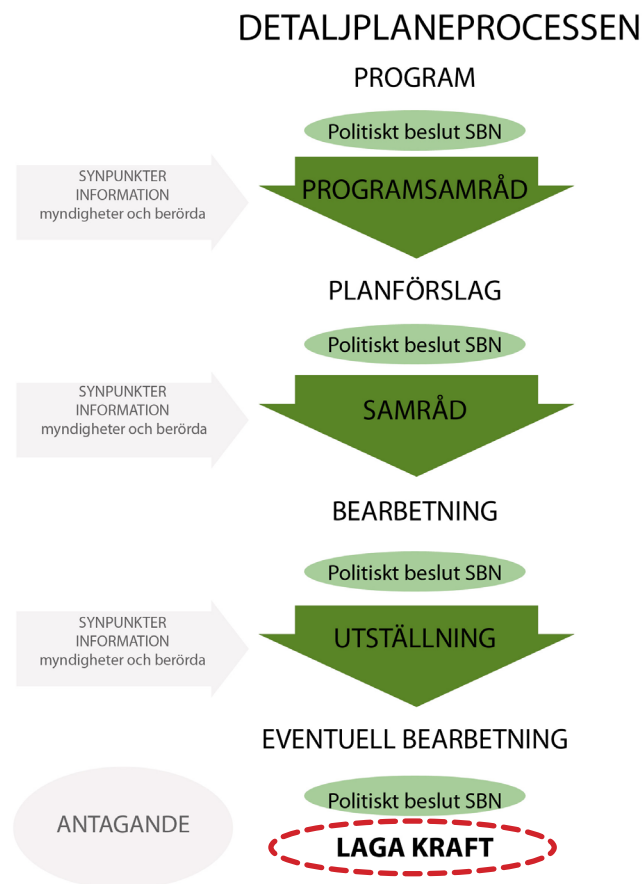 DETALJPLANEPROCESSEN
PROGRAM
Politiskt beslut SBN
SYNPUNKTER
INFORMATION
myndigheter och berörda
PROGRAMSAMRÅD
PLANFÖRSLAG
Politiskt beslut SBN
SYNPUNKTER
INFORMATION
myndigheter och berörda
SAMRÅD
BEARBETNING
Politiskt beslut SBN
SYNPUNKTER
INFORMATION
myndigheter och berörda
UTSTÄLLNING
EVENTUELL BEARBETNING
Politiskt beslut SBN
ANTAGANDE
LAGA KRAFT